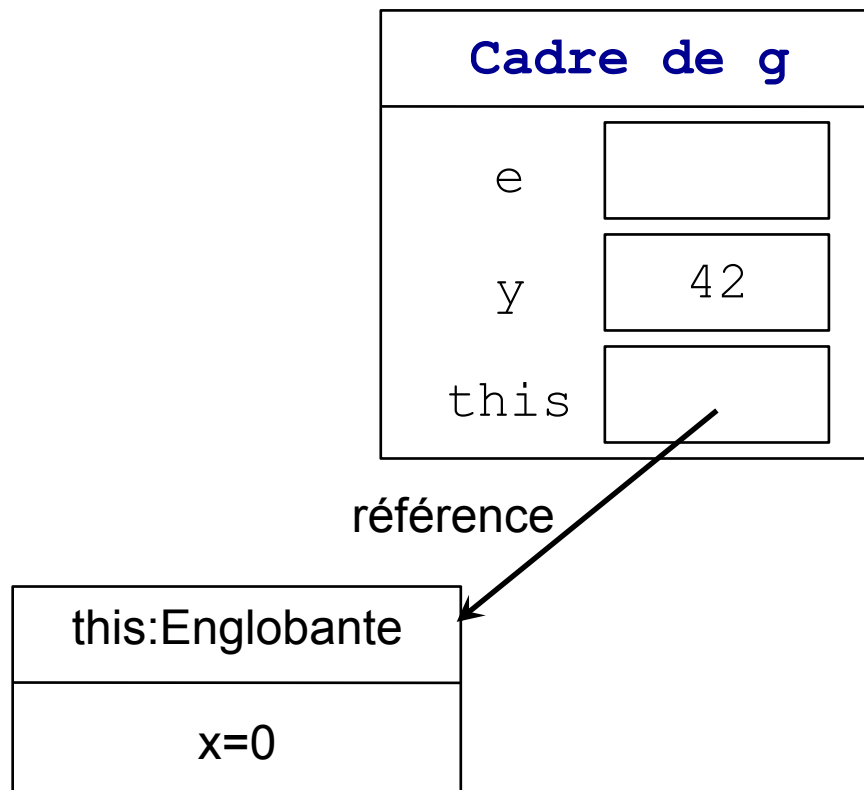 Cadre de g
e
y 42
this
référence
this:Englobante
x=0